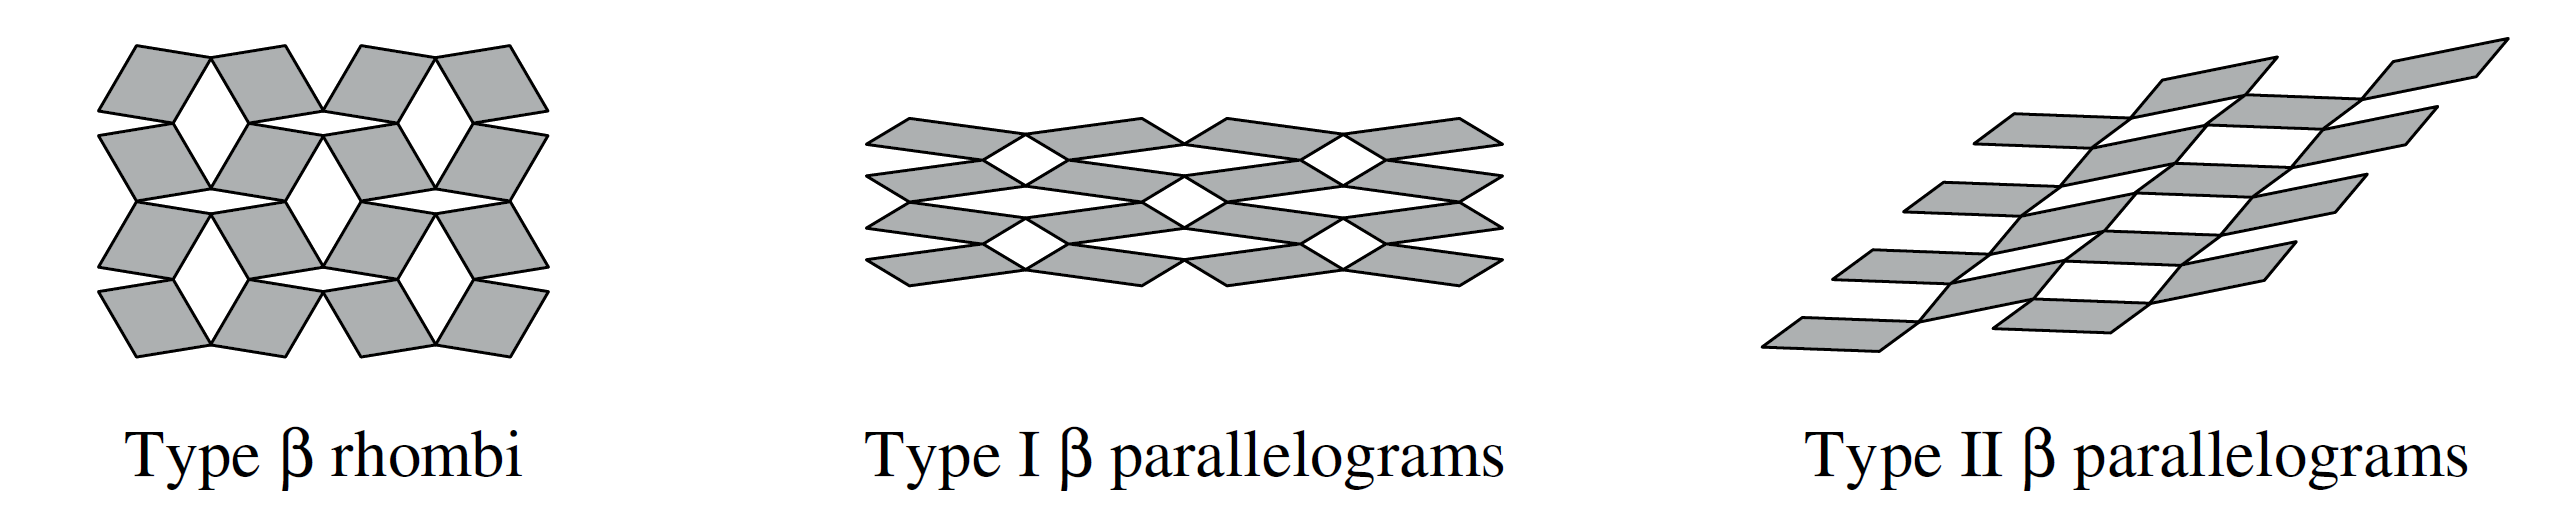 Type β rhombi
Type I β parallelograms
Type II β parallelograms